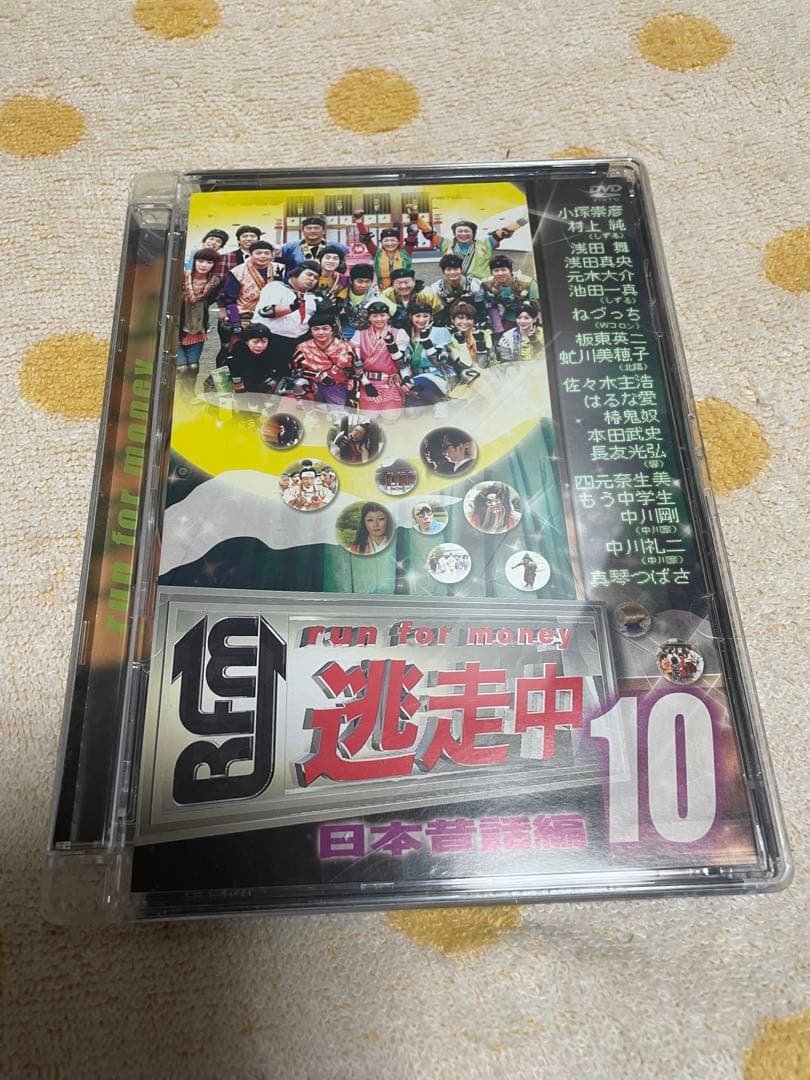 DVD
VIDEO
小塚崇彦
村上 純
(しずる)
浅田 舞
浅田真央
元木大介
池田一真
(しずる)
ねづっち
(Wコロン)
板東英二
虻川美穂子
(北陽)
佐々木主浩
はるな愛
椿鬼奴
本田武史
長友光弘
(響)
四元奈生美
もう中学生
中川剛
(中川家)
中川礼二
(中川家)
真琴つばさ
run for money
RFm
run for money
逃走中
10
日本昔話編